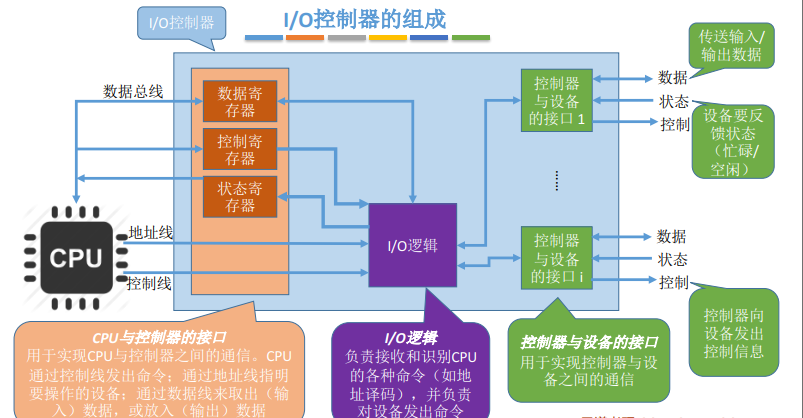 I/O控制器
I/O控制器的组成
传送输入/
输出数据
数据总线
数据寄
存器
控制寄
存器
状态寄
存器
控制器
与设备
的接口 1
数据
状态
控制
设备要反
馈状态
（忙碌/
空闲）
......
CPU
地址线
控制线
I/O逻辑
控制器
与设备
的接口 i
数据
状态
控制
控制器向
设备发出
控制信息
CPU与控制器的接口
用于实现CPU与控制器之间的通信。CPU
通过控制线发出命令；通过地址线指明
要操作的设备；通过数据线来取出（输
入）数据，或放入（输出）数据
I/O逻辑
负责接收和识别CPU
的各种命令（如地
址译码），并负责
对设备发出命令
控制器与设备的接口
用于实现控制器与设
备之间的通信